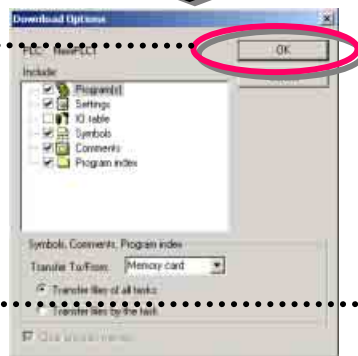 Download Options
PLC: NewPLC1
OK
Include:
Program(s)
Settings
IO table
Symbols
Comments
Program index
Symbols, Comments, Program index
Transfer To/From: Memory card
Transfer files of all tasks
Transfer files by the task